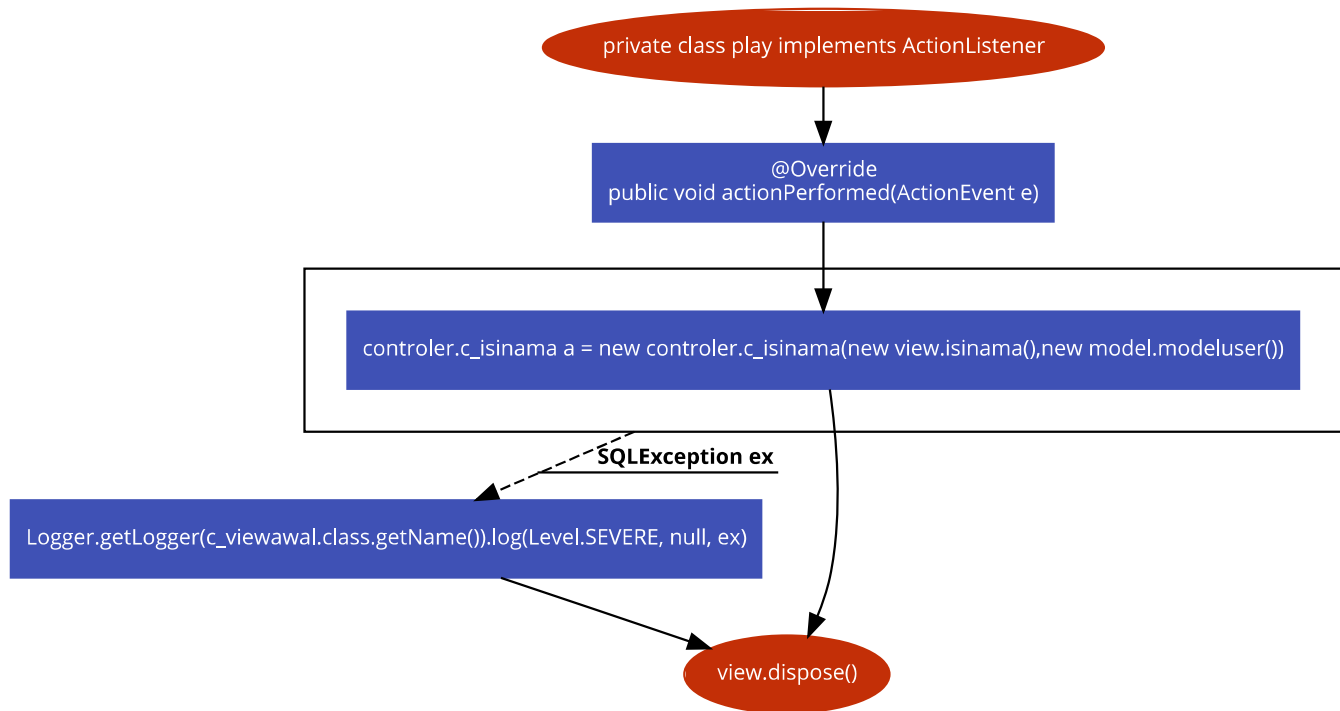 private class play implements ActionListener
@Override
public void actionPerformed(ActionEvent e)
controler.c_isinama a = new controler.c_isinama(new view.isinama(),new model.modeluser())
SQLException ex
Logger.getLogger(c_viewawal.class.getName()).log(Level.SEVERE, null, ex)
view.dispose()